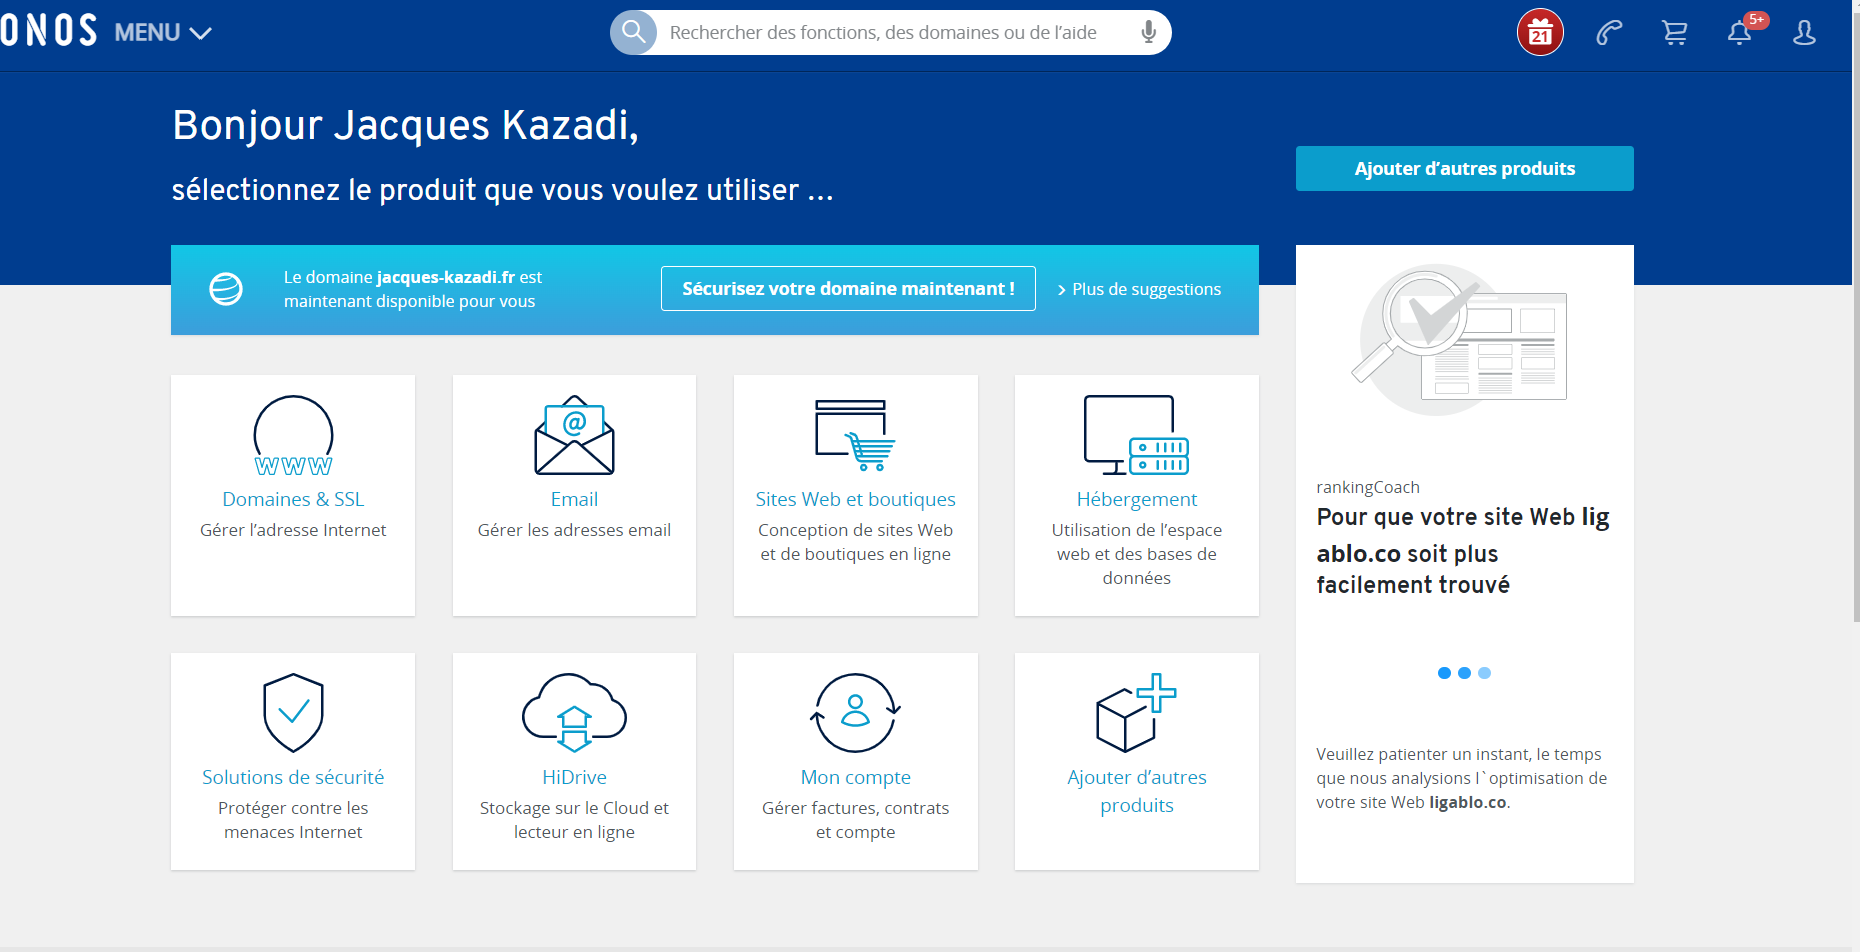 ONOS MENU
Rechercher des fonctions, des domaines ou de l’aide
21
5+
Bonjour Jacques Kazadi,
sélectionnez le produit que vous voulez utiliser ...
Ajouter d’autres produits
Le domaine jacques-kazadi.fr est
maintenant disponible pour vous
Sécurisez votre domaine maintenant !
Plus de suggestions
www
Domaines & SSL
Gérer l’adresse Internet
@
Email
Gérer les adresses email
Sites Web et boutiques
Conception de sites Web
et de boutiques en ligne
Hébergement
Utilisation de l’espace
web et des bases de
données
rankingCoach
Pour que votre site Web lig
ablo.co soit plus
facilement trouvé
Veuillez patienter un instant, le temps
que nous analysions l`optimisation de
votre site Web ligablo.co.
Solutions de sécurité
Protéger contre les
menaces Internet
HiDrive
Stockage sur le Cloud et
lecteur en ligne
Mon compte
Gérer factures, contrats
et compte
Ajouter d’autres
produits